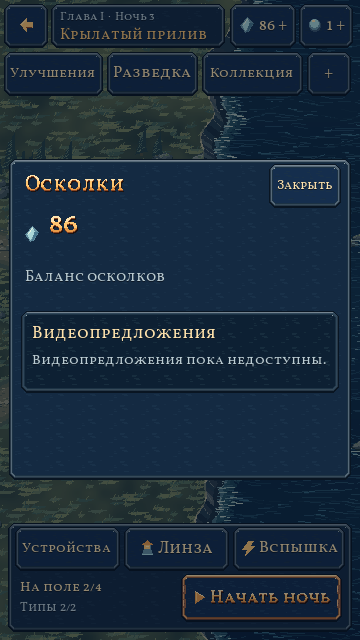 Глава I · Ночь 3
Крылатый прилив
86 +
1 +
Улучшения
Разведка
Коллекция
+
Осколки
Закрыть
86
Баланс осколков
Видеопредложения
Видеопредложения пока недоступны.
Устройства
Линза
Вспышка
На поле 2/4
Типы 2/2
Начать ночь